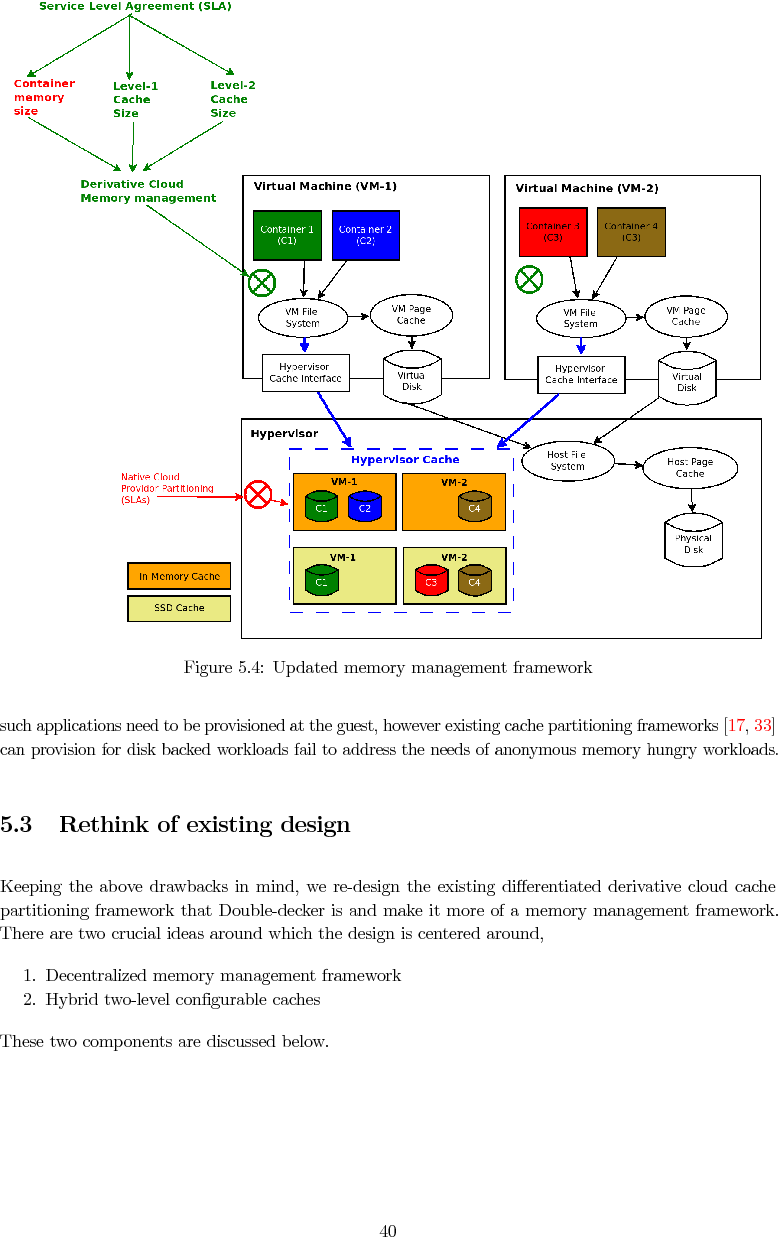 Service Level Agreement (SLA)
Container
memory
size
Level-1
Cache
Size
Level-2
Cache
Size
Derivative Cloud
Memory management
Virtual Machine (VM-1)
Container 1
(C1)
Container 2
(C2)
VM File
System
VM Page
Cache
Hypervisor
Cache Interface
Virtual
Disk
Virtual Machine (VM-2)
Container 3
(C3)
Container 4
(C3)
VM File
System
VM Page
Cache
Hypervisor
Cache Interface
Virtual
Disk
Hypervisor
Hypervisor Cache
VM-1
C1
C2
VM-2
C4
VM-1
C1
VM-2
C3
C4
Host File
System
Host Page
Cache
Physical
Disk
Native Cloud
Providor Partitioning
(SLAs)
In Memory Cache
SSD Cache
Figure 5.4: Updated memory management framework
such applications need to be provisioned at the guest, however existing cache partitioning frameworks [17, 33]
can provision for disk backed workloads fail to address the needs of anonymous memory hungry workloads.
5.3 Rethink of existing design
Keeping the above drawbacks in mind, we re-design the existing differentiated derivative cloud cache
partitioning framework that Double-decker is and make it more of a memory management framework.
There are two crucial ideas around which the design is centered around,
1. Decentralized memory management framework
2. Hybrid two-level configurable caches
These two components are discussed below.
40